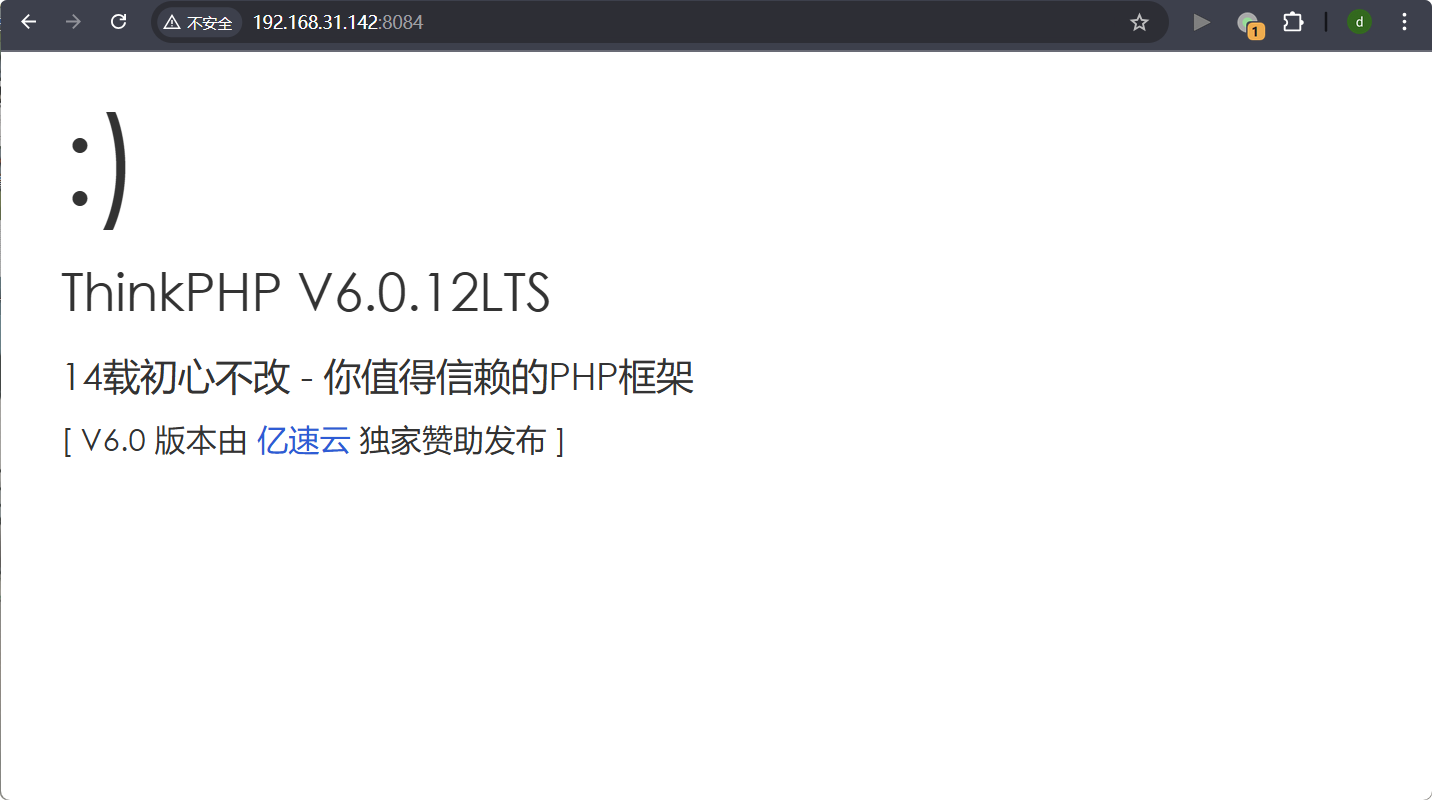 不安全 192.168.31.142:8084
1
d
:)
ThinkPHP V6.0.12LTS
14载初心不改 - 你值得信赖的PHP框架
[ V6.0 版本由 亿速云 独家赞助发布 ]